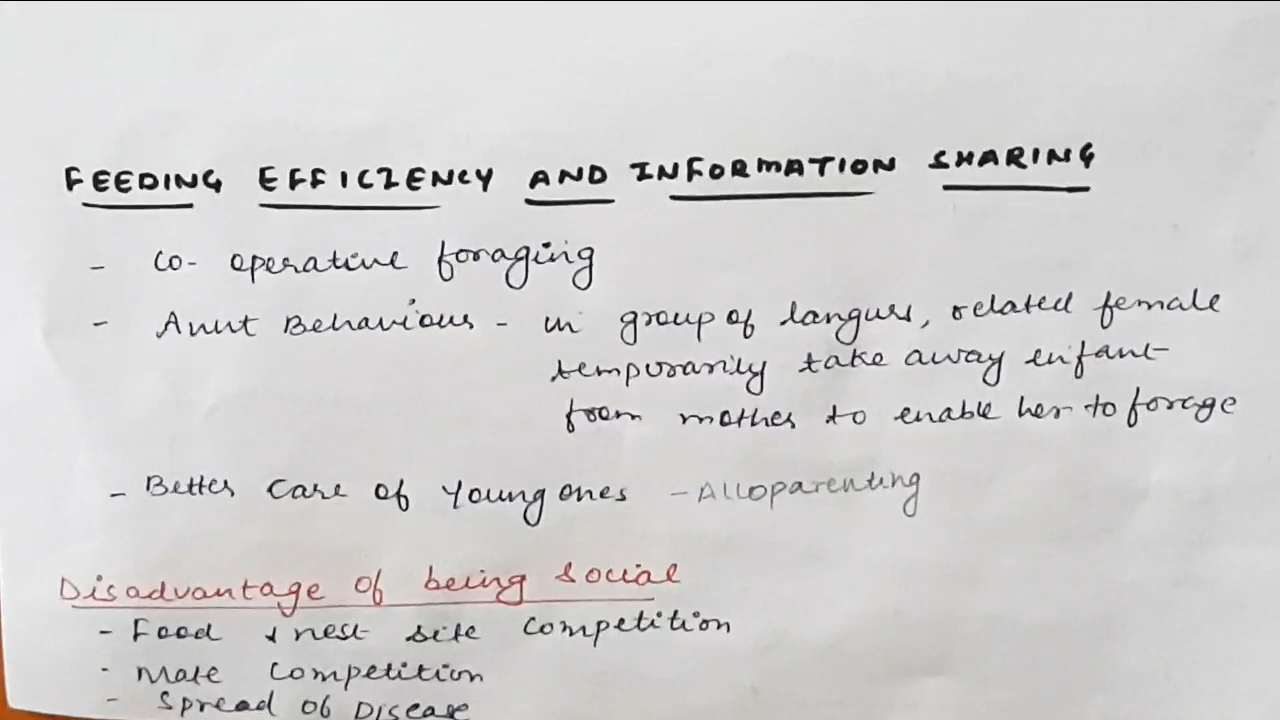 FEEDING EFFICIENCY AND INFORMATION SHARING
- Co-operative foraging
- Aunt Behaviour - in group of langurs, related female
temporarily take away enfant
from mother to enable her to forage
- Better care of Young ones - Alloparenting
Disadvantage of being social
- Food & nest site competition
- Mate competition
- Spread of Disease